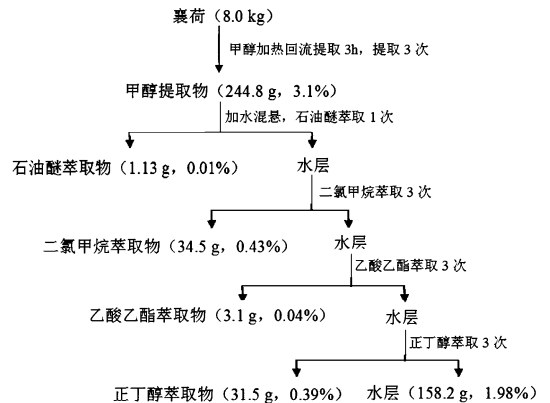 襄荷（8.0 kg）
甲醇加热回流提取3h，提取 3 次
甲醇提取物（244.8 g，3.1%）
加水混悬，石油醚萃取 1 次
石油醚萃取物（1.13 g，0.01%） 水层
二氯甲烷萃取 3 次
二氯甲烷萃取物（34.5 g，0.43%） 水层
乙酸乙酯萃取 3 次
乙酸乙酯萃取物（3.1 g，0.04%） 水层
正丁醇萃取 3 次
正丁醇萃取物（31.5 g，0.39%） 水层（158.2 g，1.98%）